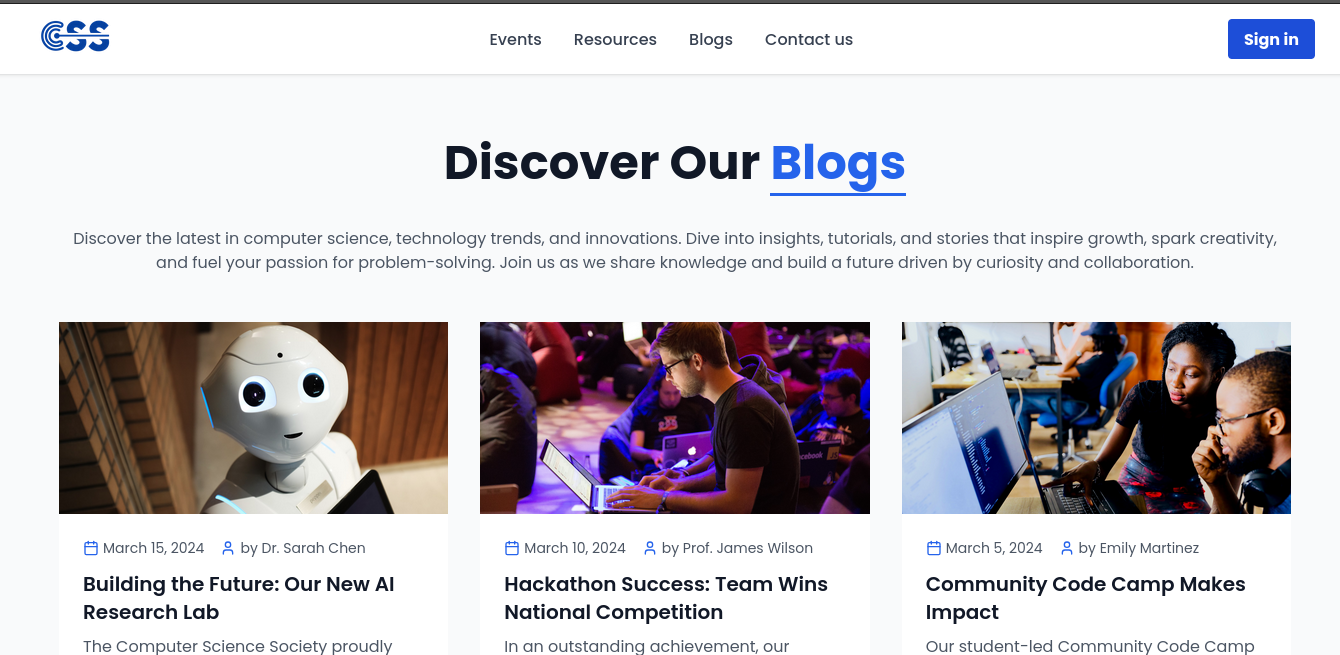 CSS
Events Resources Blogs Contact us Sign in
Discover Our Blogs
Discover the latest in computer science, technology trends, and innovations. Dive into insights, tutorials, and stories that inspire growth, spark creativity,
and fuel your passion for problem-solving. Join us as we share knowledge and build a future driven by curiosity and collaboration.
facebook
March 15, 2024 by Dr. Sarah Chen
Building the Future: Our New AI
Research Lab
The Computer Science Society proudly
March 10, 2024 by Prof. James Wilson
Hackathon Success: Team Wins
National Competition
In an outstanding achievement, our
March 5, 2024 by Emily Martinez
Community Code Camp Makes
Impact
Our student-led Community Code Camp